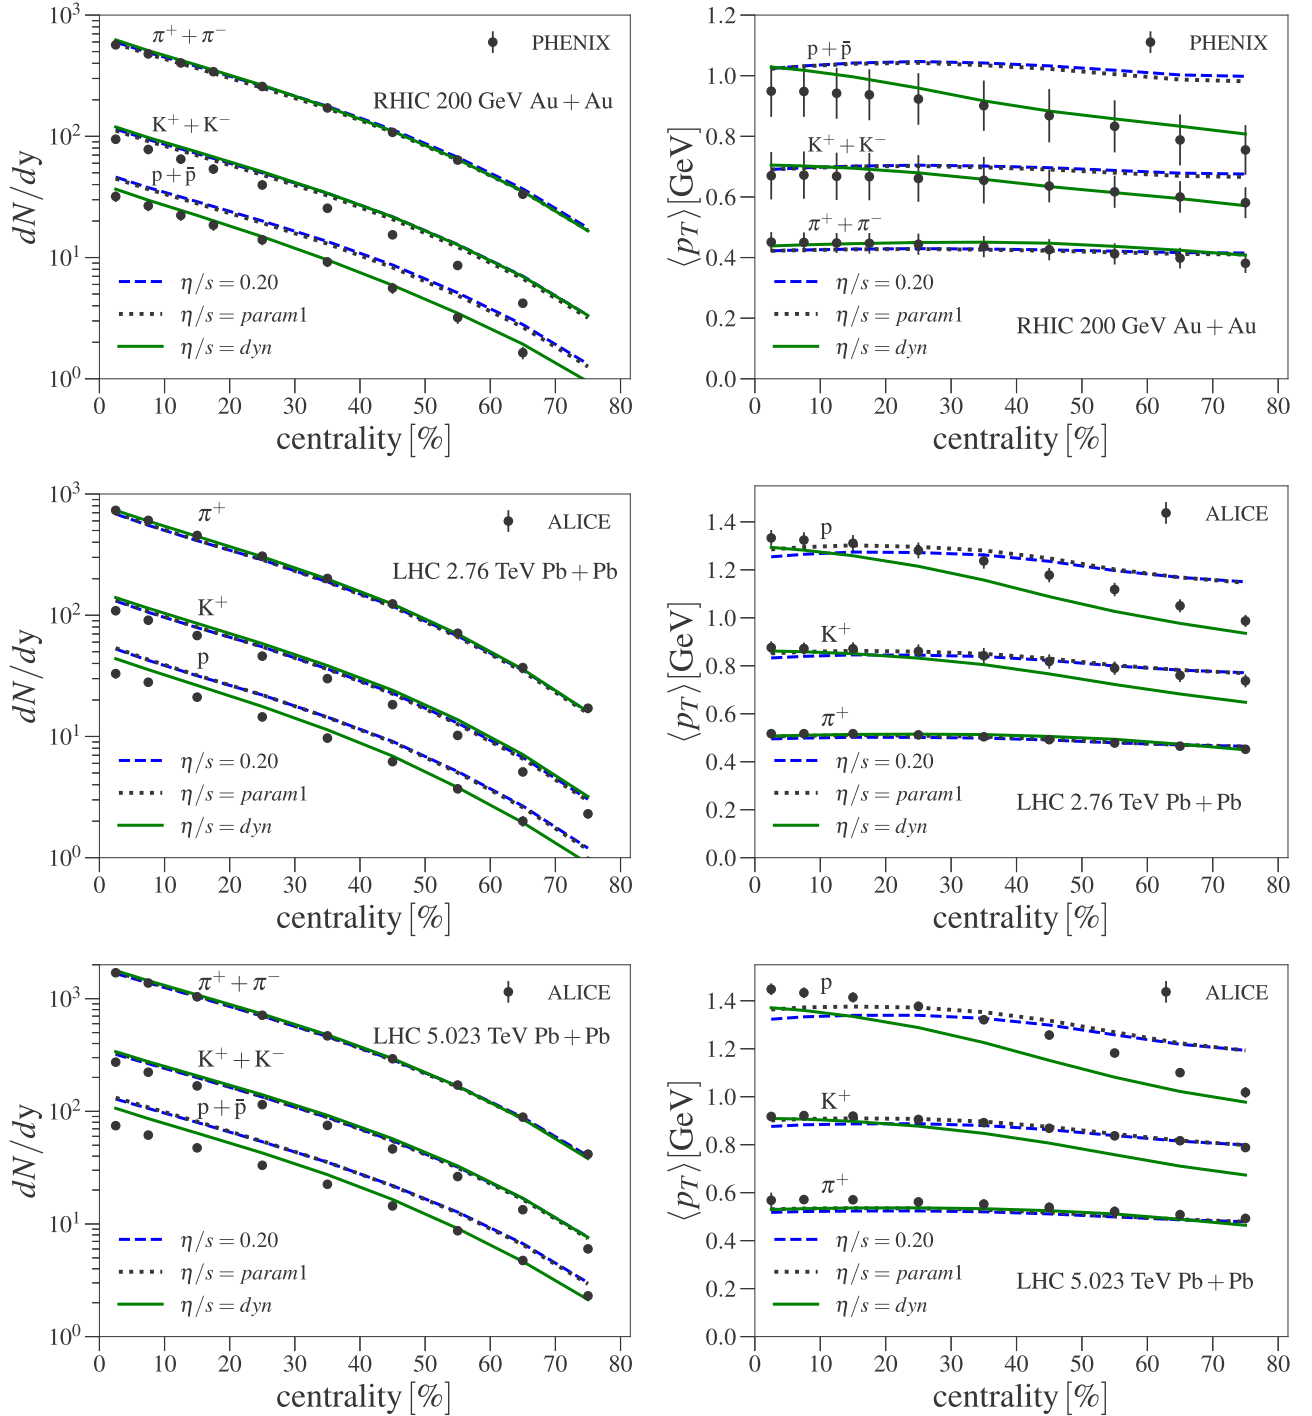 10³
10²
10¹
10⁰
dN/dy
π⁺ + π⁻
K⁺ + K⁻
p + p̄
PHENIX
RHIC 200 GeV Au + Au
η/s = 0.20
η/s = param1
η/s = dyn
0 10 20 30 40 50 60 70 80
centrality [%]
1.2
1.0
0.8
0.6
0.4
0.2
0.0
⟨p_T⟩ [GeV]
p + p̄
K⁺ + K⁻
π⁺ + π⁻
PHENIX
η/s = 0.20
η/s = param1
η/s = dyn
RHIC 200 GeV Au + Au
0 10 20 30 40 50 60 70 80
centrality [%]
10³
10²
10¹
10⁰
dN/dy
π⁺
K⁺
p
ALICE
LHC 2.76 TeV Pb + Pb
η/s = 0.20
η/s = param1
η/s = dyn
0 10 20 30 40 50 60 70 80
centrality [%]
1.4
1.2
1.0
0.8
0.6
0.4
0.2
0.0
⟨p_T⟩ [GeV]
p
K⁺
π⁺
ALICE
η/s = 0.20
η/s = param1
η/s = dyn
LHC 2.76 TeV Pb + Pb
0 10 20 30 40 50 60 70 80
centrality [%]
10³
10²
10¹
10⁰
dN/dy
π⁺ + π⁻
K⁺ + K⁻
p + p̄
ALICE
LHC 5.023 TeV Pb + Pb
η/s = 0.20
η/s = param1
η/s = dyn
0 10 20 30 40 50 60 70 80
centrality [%]
1.4
1.2
1.0
0.8
0.6
0.4
0.2
0.0
⟨p_T⟩ [GeV]
p
K⁺
π⁺
ALICE
η/s = 0.20
η/s = param1
η/s = dyn
LHC 5.023 TeV Pb + Pb
0 10 20 30 40 50 60 70 80
centrality [%]